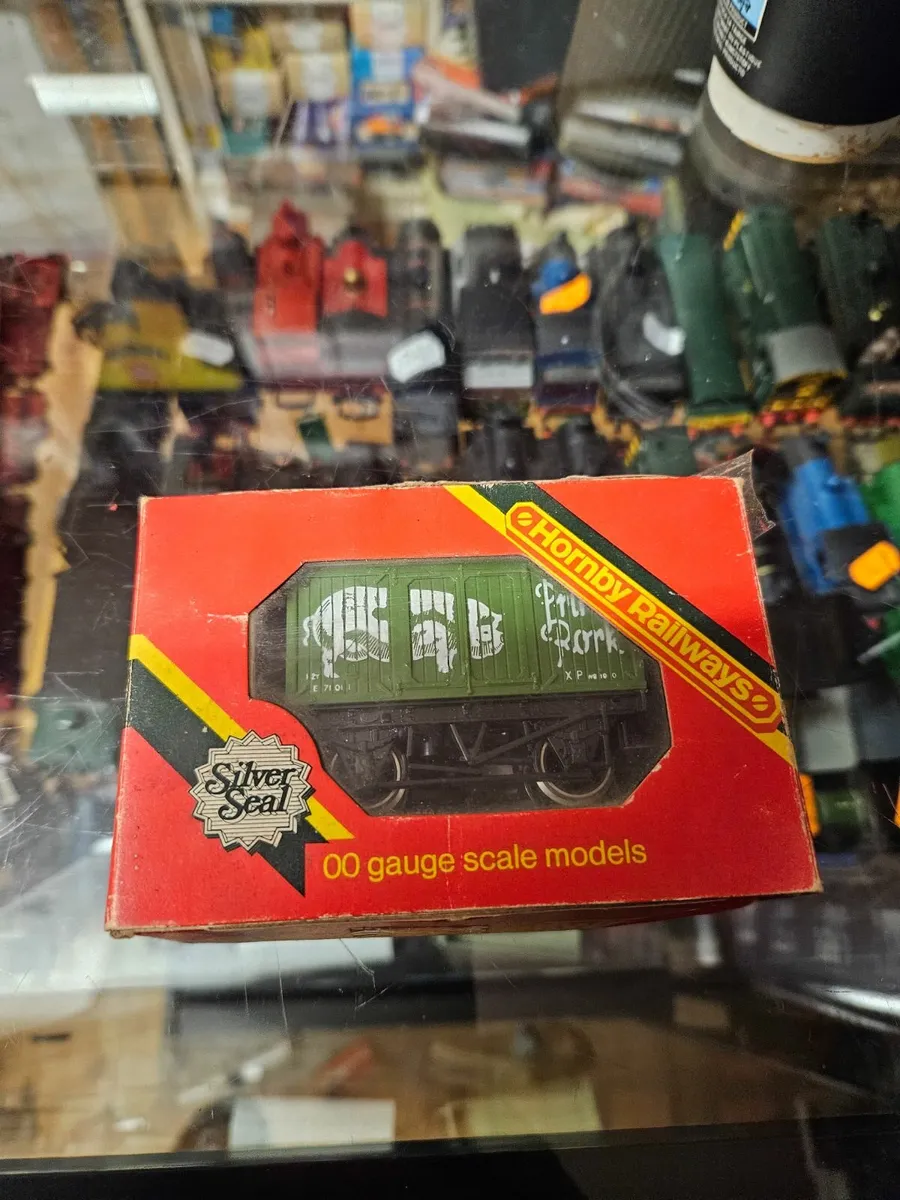 Hornby Railways
Pork.
E
X P
Silver
Seal
00 gauge scale models